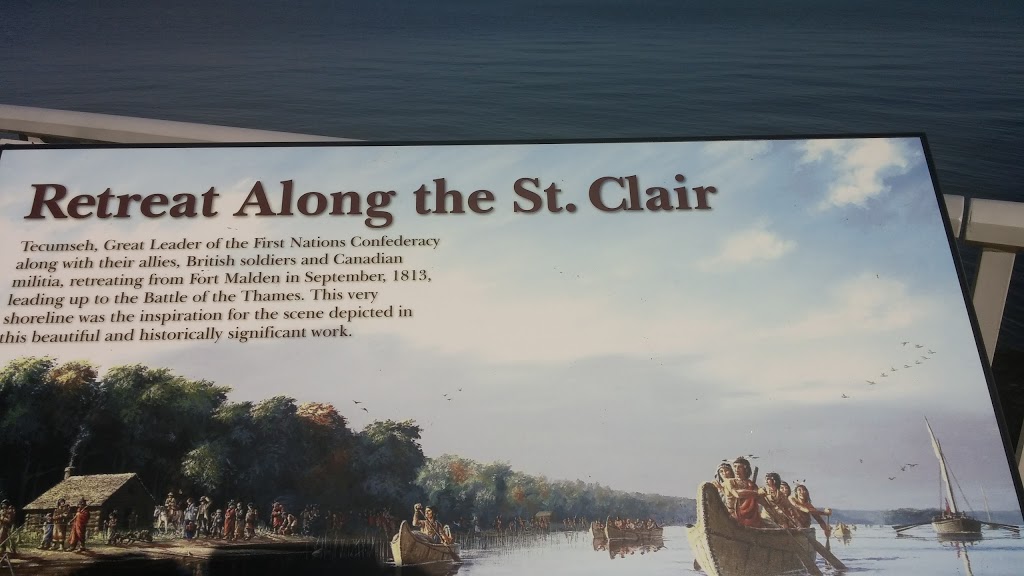 Retreat Along the St. Clair
Tecumseh, Great Leader of the First Nations Confederacy
along with their allies, British soldiers and Canadian
militia, retreating from Fort Malden in September, 1813,
leading up to the Battle of the Thames. This very
shoreline was the inspiration for the scene depicted in
this beautiful and historically significant work.